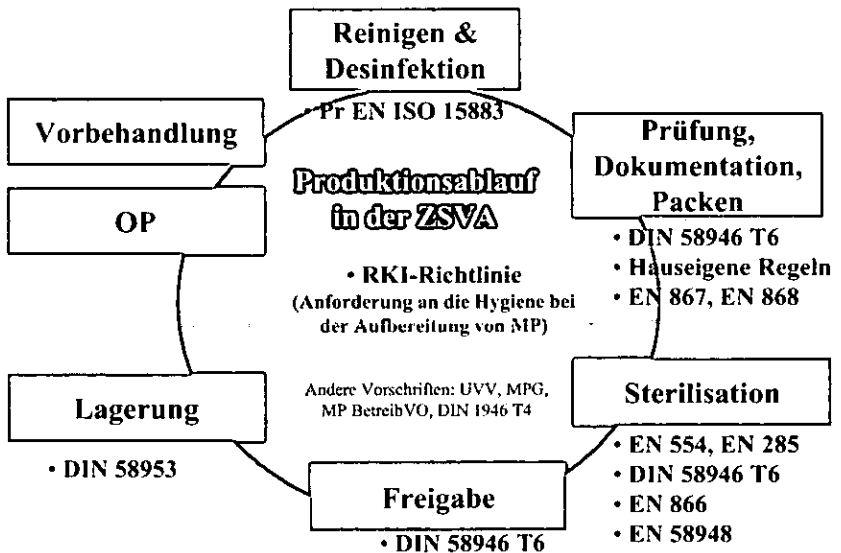 Reinigen &
Desinfektion
• Pr EN ISO 15883
Vorbehandlung
OP
Prüfung,
Dokumentation,
Packen
• DIN 58946 T6
• Hauseigene Regeln
• EN 867, EN 868
Produktionsablauf
in der ZSVA
• RKI-Richtlinie
(Anforderung an die Hygiene bei
der Aufbereitung von MP)
Andere Vorschriften: UVV, MPG,
MP BetreibVO, DIN 1946 T4
Sterilisation
• EN 554, EN 285
• DIN 58946 T6
• EN 866
• EN 58948
Lagerung
• DIN 58953
Freigabe
• DIN 58946 T6